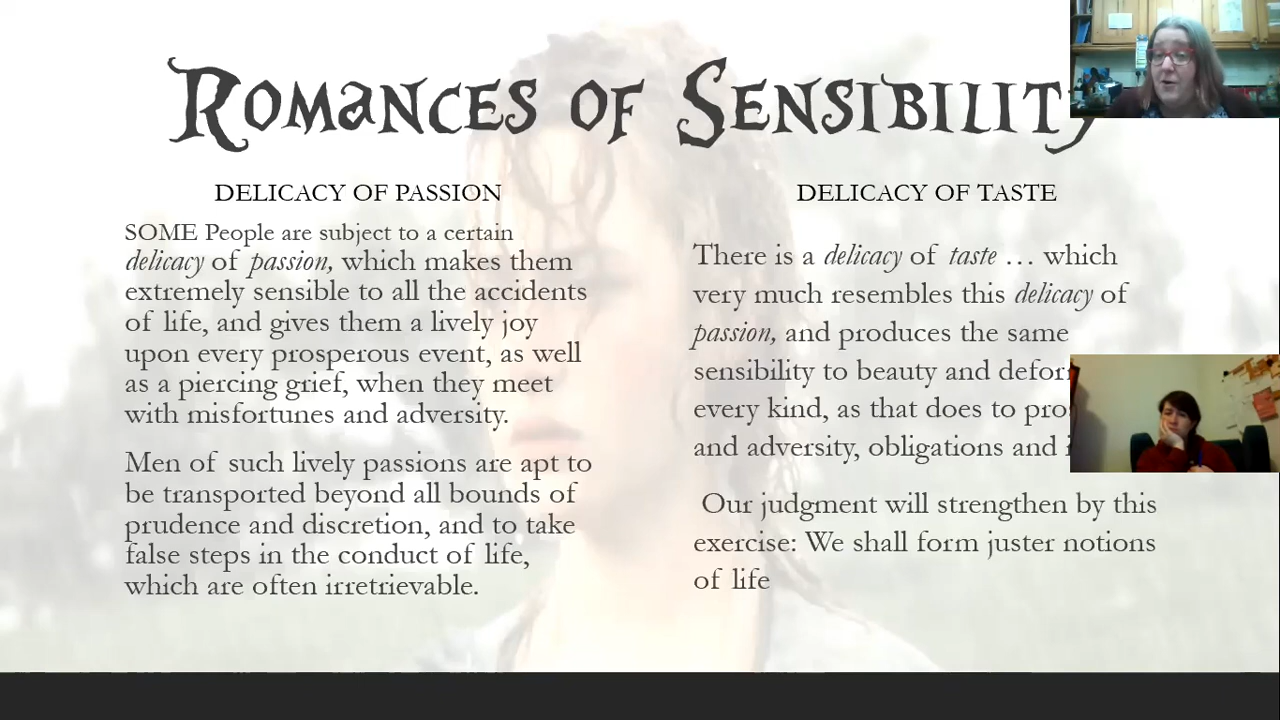 ROMANCES OF SENSIBILITY
DELICACY OF PASSION
SOME People are subject to a certain
delicacy of passion, which makes them
extremely sensible to all the accidents
of life, and gives them a lively joy
upon every prosperous event, as well
as a piercing grief, when they meet
with misfortunes and adversity.
Men of such lively passions are apt to
be transported beyond all bounds of
prudence and discretion, and to take
false steps in the conduct of life,
which are often irretrievable.
DELICACY OF TASTE
There is a delicacy of taste … which
very much resembles this delicacy of
passion, and produces the same
sensibility to beauty and
every kind, as that does to
and adversity, obligations and
Our judgment will strengthen by this
exercise: We shall form juster notions
of life